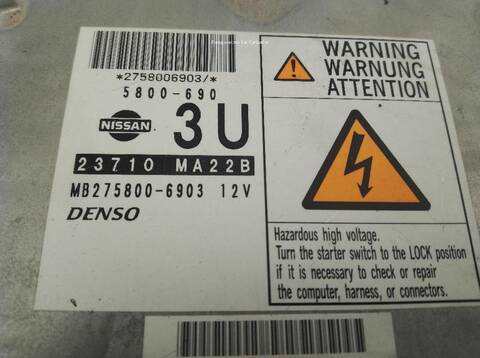 *2758006903/*
5800-690
NISSAN
3U
23710 MA22B
MB275800-6903 12V
DENSO
WARNING
WARNUNG
ATTENTION
Hazardous high voltage.
Turn the starter switch to the LOCK position
if it is necessary to check or repair
the computer, harness, or connectors.